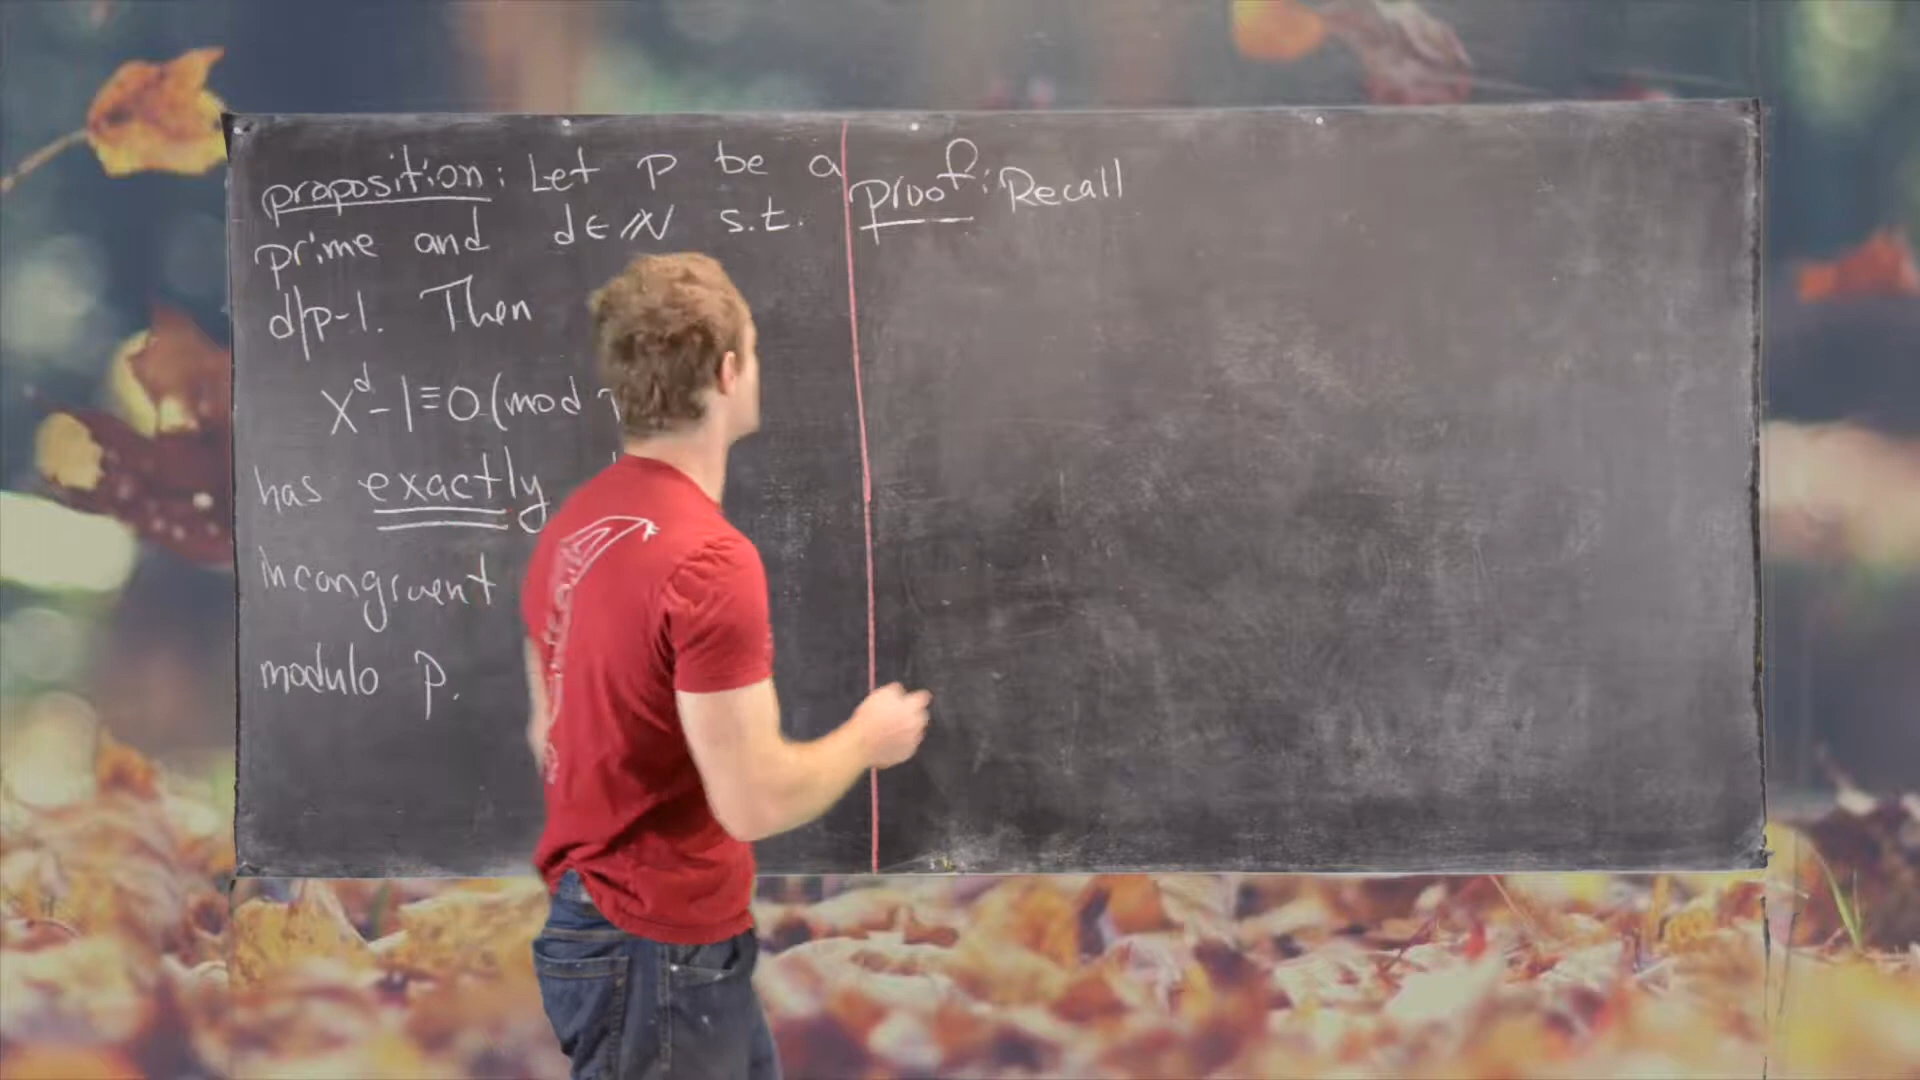 proposition: Let p be a
prime and d∈ℕ s.t.
d|p-1. Then
x^d-1≡0(mod
has exactly
incongruent
modulo p.
proof: Recall